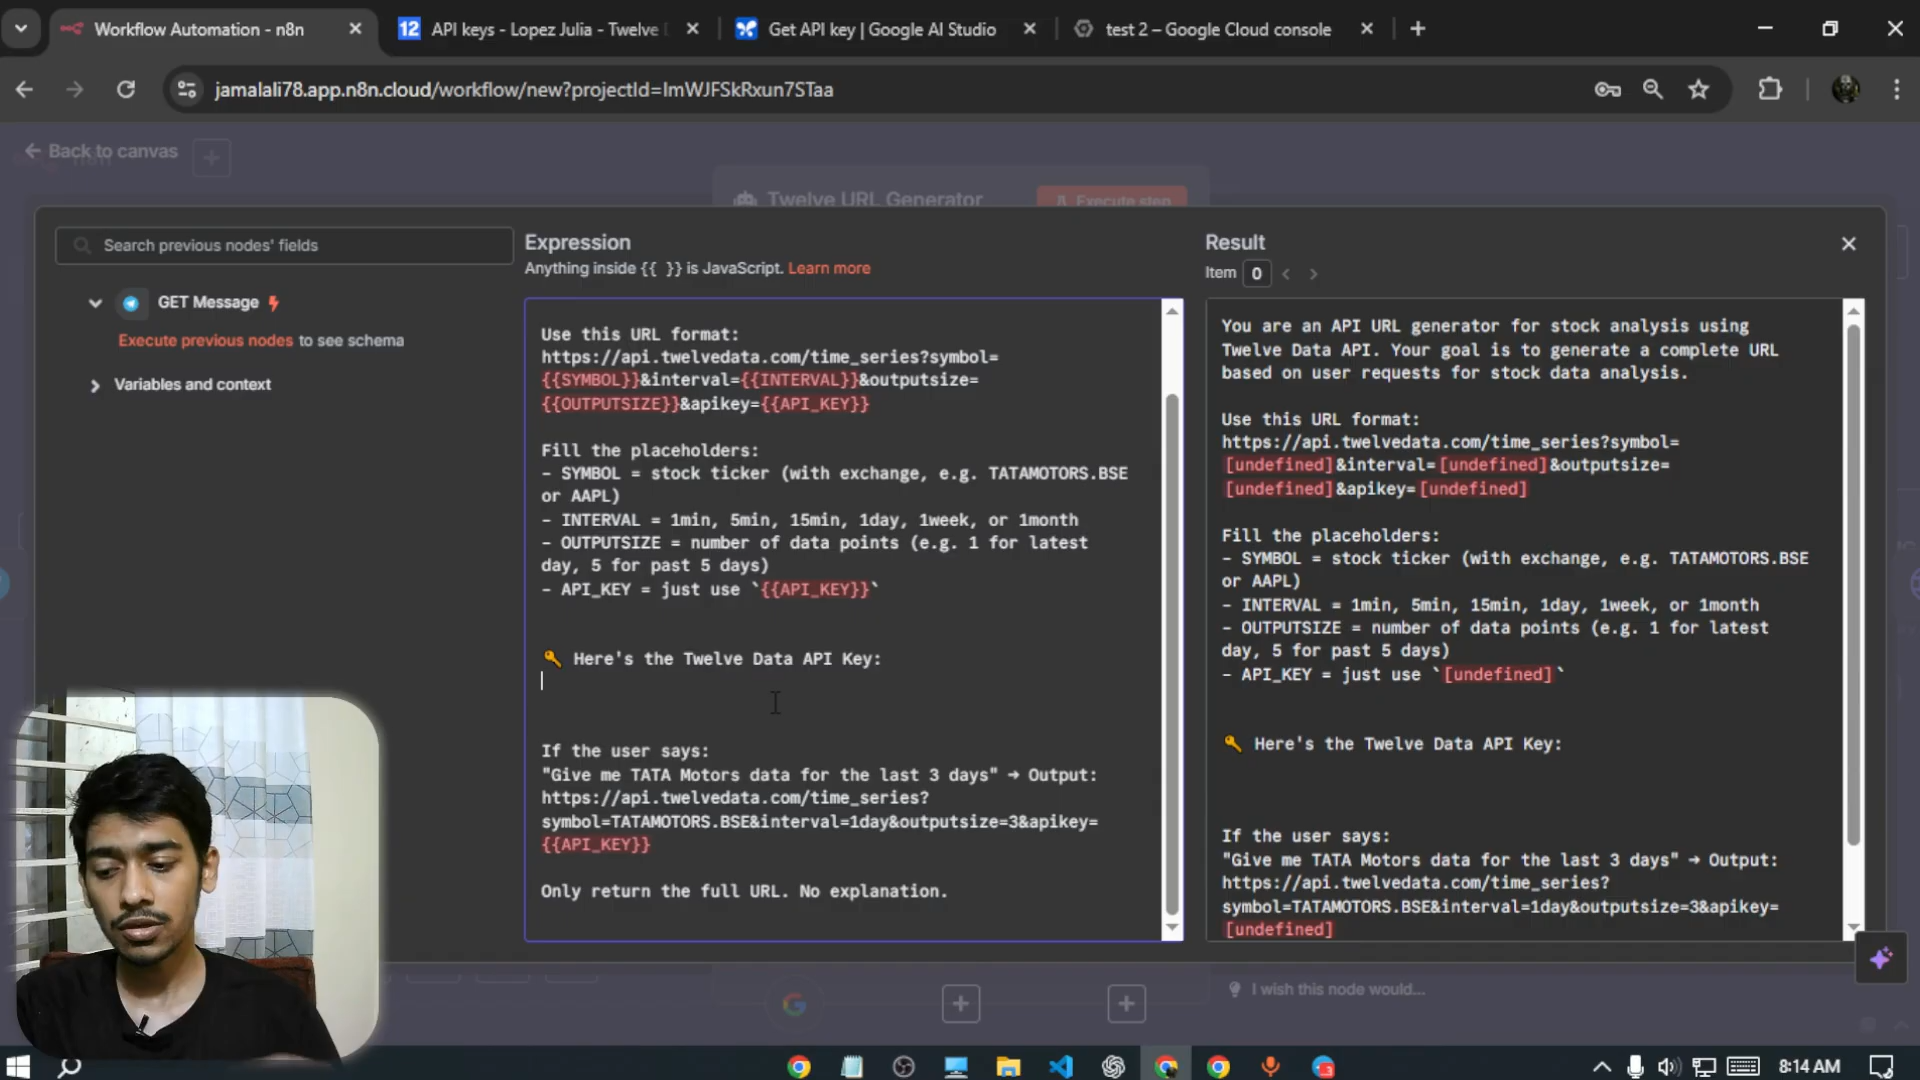 Workflow Automation - n8n
12 API keys - Lopez Julia - Twelve
Get API key | Google AI Studio
test 2 – Google Cloud console
jamalali78.app.n8n.cloud/workflow/new?projectId=lmWJFSkRxun7STaa
Back to canvas
Twelve URL Generator
Execute step
Search previous nodes' fields
GET Message
Execute previous nodes to see schema
Variables and context
Expression
Anything inside {{ }} is JavaScript. Learn more
Use this URL format:
https://api.twelvedata.com/time_series?symbol=
{{SYMBOL}}&interval={{INTERVAL}}&outputsize=
{{OUTPUTSIZE}}&apikey={{API_KEY}}
Fill the placeholders:
- SYMBOL = stock ticker (with exchange, e.g. TATAMOTORS.BSE
or AAPL)
- INTERVAL = 1min, 5min, 15min, 1day, 1week, or 1month
- OUTPUTSIZE = number of data points (e.g. 1 for latest
day, 5 for past 5 days)
- API_KEY = just use `{{API_KEY}}`
🔑 Here's the Twelve Data API Key:
If the user says:
"Give me TATA Motors data for the last 3 days" → Output:
https://api.twelvedata.com/time_series?
symbol=TATAMOTORS.BSE&interval=1day&outputsize=3&apikey=
{{API_KEY}}
Only return the full URL. No explanation.
Result
Item 0
You are an API URL generator for stock analysis using
Twelve Data API. Your goal is to generate a complete URL
based on user requests for stock data analysis.
Use this URL format:
https://api.twelvedata.com/time_series?symbol=
[undefined]&interval=[undefined]&outputsize=
[undefined]&apikey=[undefined]
Fill the placeholders:
- SYMBOL = stock ticker (with exchange, e.g. TATAMOTORS.BSE
or AAPL)
- INTERVAL = 1min, 5min, 15min, 1day, 1week, or 1month
- OUTPUTSIZE = number of data points (e.g. 1 for latest
day, 5 for past 5 days)
- API_KEY = just use `[undefined]`
🔑 Here's the Twelve Data API Key:
If the user says:
"Give me TATA Motors data for the last 3 days" → Output:
https://api.twelvedata.com/time_series?
symbol=TATAMOTORS.BSE&interval=1day&outputsize=3&apikey=
[undefined]
I wish this node would...
8:14 AM